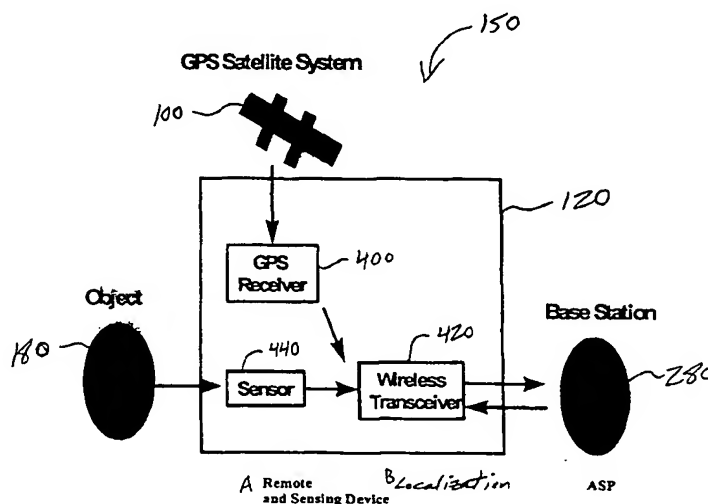 150
GPS Satellite System
100
120
GPS
Receiver
400
Object
Base Station
180
440
420
Sensor
Wireless
Transceiver
280
A Remote
and Sensing Device
B Localization
ASP